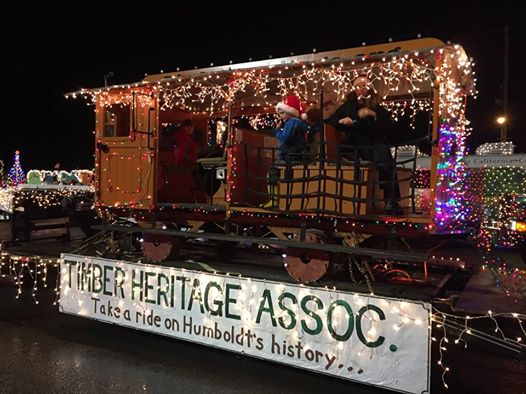 TIMBER HERITAGE ASSOC.
Take a ride on Humboldt's history...